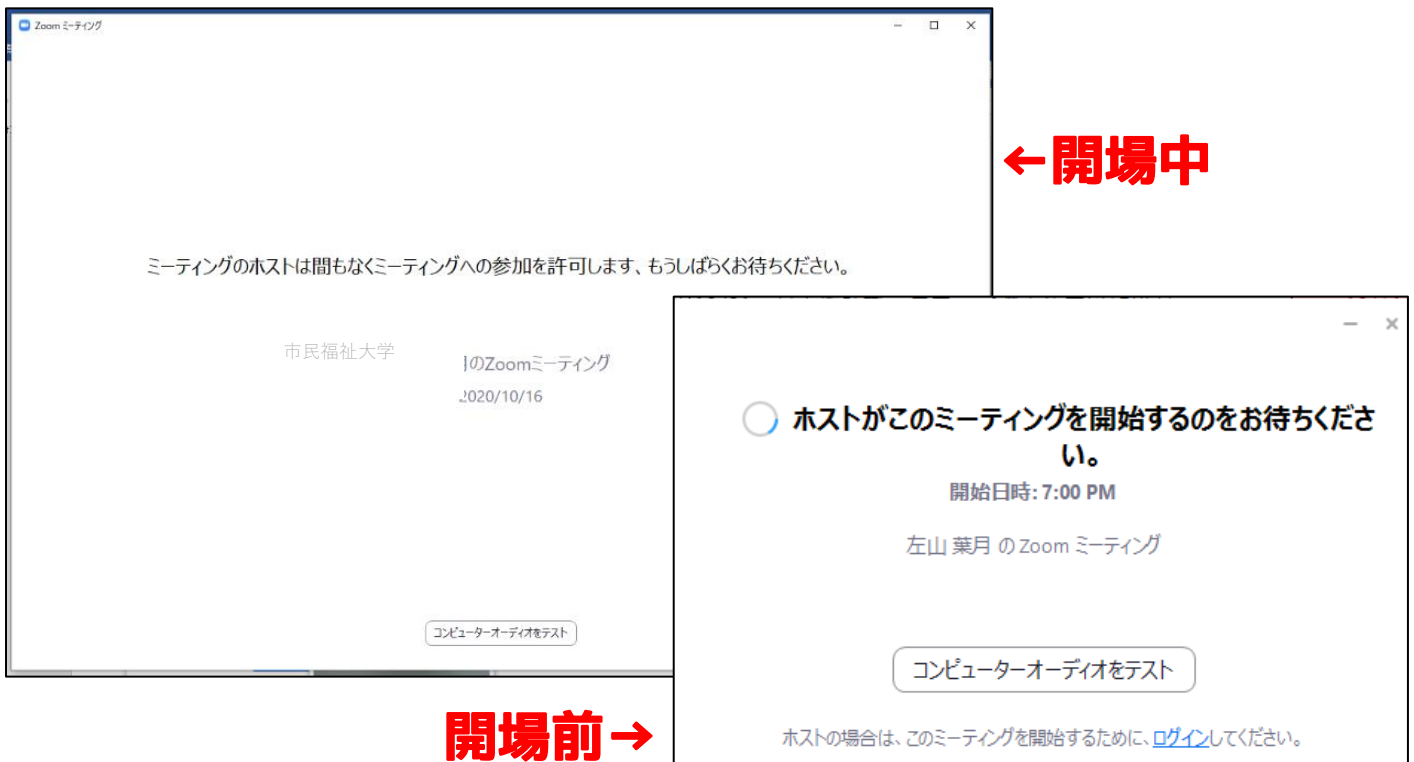 Zoom ミーティング
←開場中
ミーティングのホストは間もなくミーティングへの参加を許可します、もうしばらくお待ちください。
市民福祉大学
月のZoomミーティング
2020/10/16
コンピューターオーディオをテスト
ホストがこのミーティングを開始するのをお待ちくださ
い。
開始日時: 7:00 PM
左山 葉月 の Zoom ミーティング
コンピューターオーディオをテスト
開場前→
ホストの場合は、このミーティングを開始するために、ログインしてください。